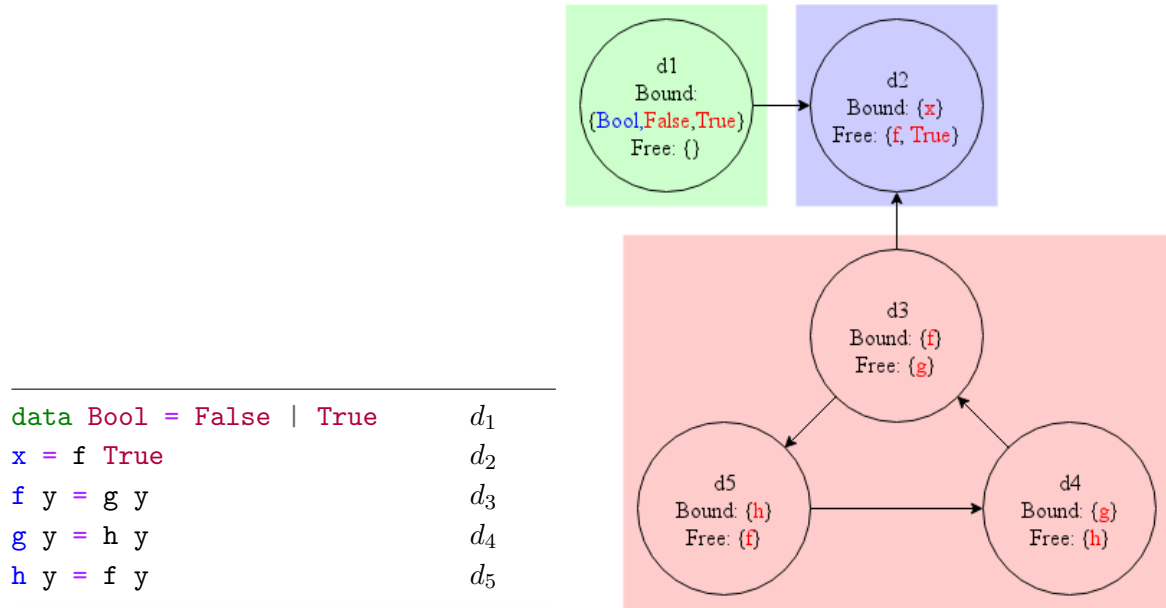 d1
Bound:
{Bool,False,True}
Free: {}
d2
Bound: {x}
Free: {f, True}
d3
Bound: {f}
Free: {g}
d5
Bound: {h}
Free: {f}
d4
Bound: {g}
Free: {h}
data Bool = False | True d₁
x = f True d₂
f y = g y d₃
g y = h y d₄
h y = f y d₅